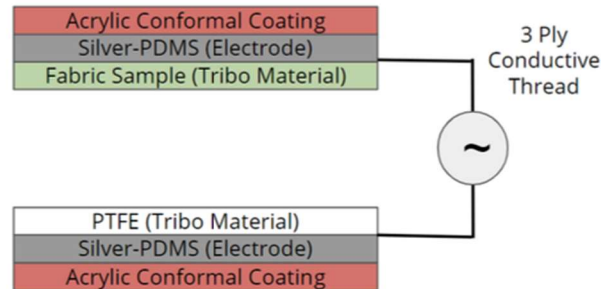 Acrylic Conformal Coating
Silver-PDMS (Electrode)
Fabric Sample (Tribo Material)
3 Ply
Conductive
Thread
~
PTFE (Tribo Material)
Silver-PDMS (Electrode)
Acrylic Conformal Coating